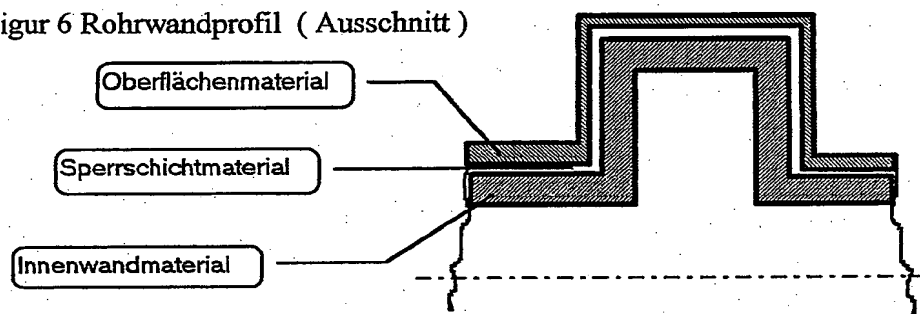 igur 6 Rohrwandprofil ( Ausschnitt )
Oberflächenmaterial
Sperrschichtmaterial
Innenwandmaterial